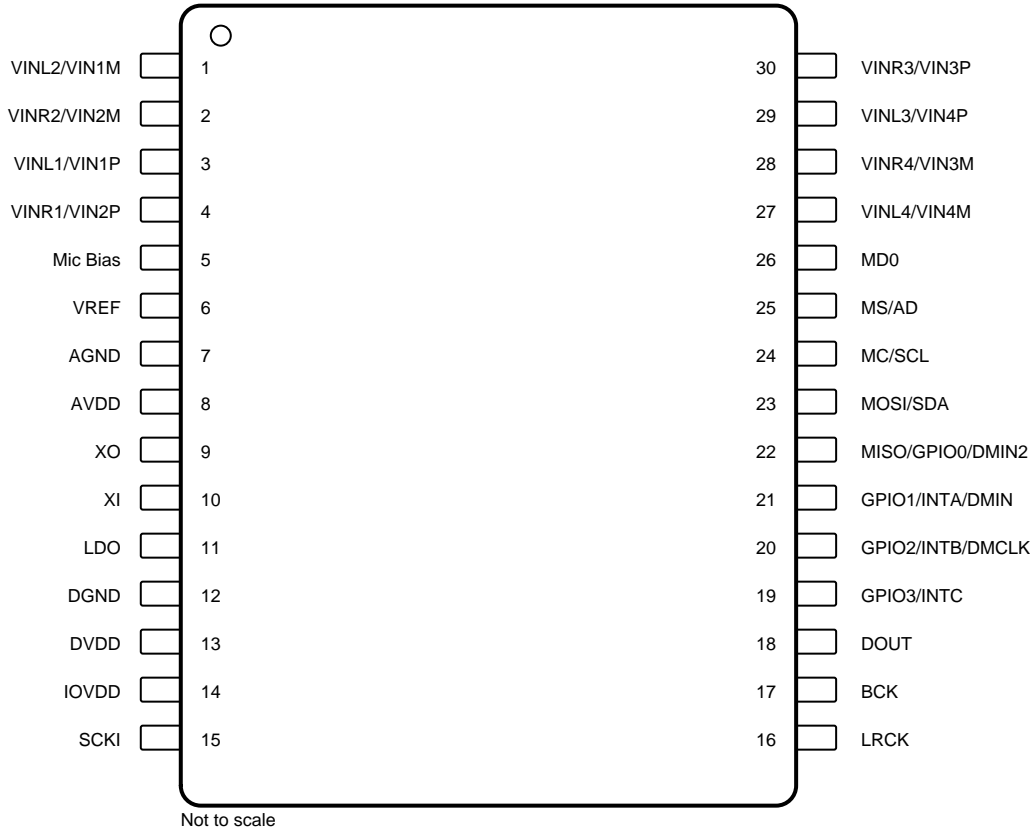 VINL2/VIN1M 1 30 VINR3/VIN3P
VINR2/VIN2M 2 29 VINL3/VIN4P
VINL1/VIN1P 3 28 VINR4/VIN3M
VINR1/VIN2P 4 27 VINL4/VIN4M
Mic Bias 5 26 MD0
VREF 6 25 MS/AD
AGND 7 24 MC/SCL
AVDD 8 23 MOSI/SDA
XO 9 22 MISO/GPIO0/DMIN2
XI 10 21 GPIO1/INTA/DMIN
LDO 11 20 GPIO2/INTB/DMCLK
DGND 12 19 GPIO3/INTC
DVDD 13 18 DOUT
IOVDD 14 17 BCK
SCKI 15 16 LRCK
Not to scale